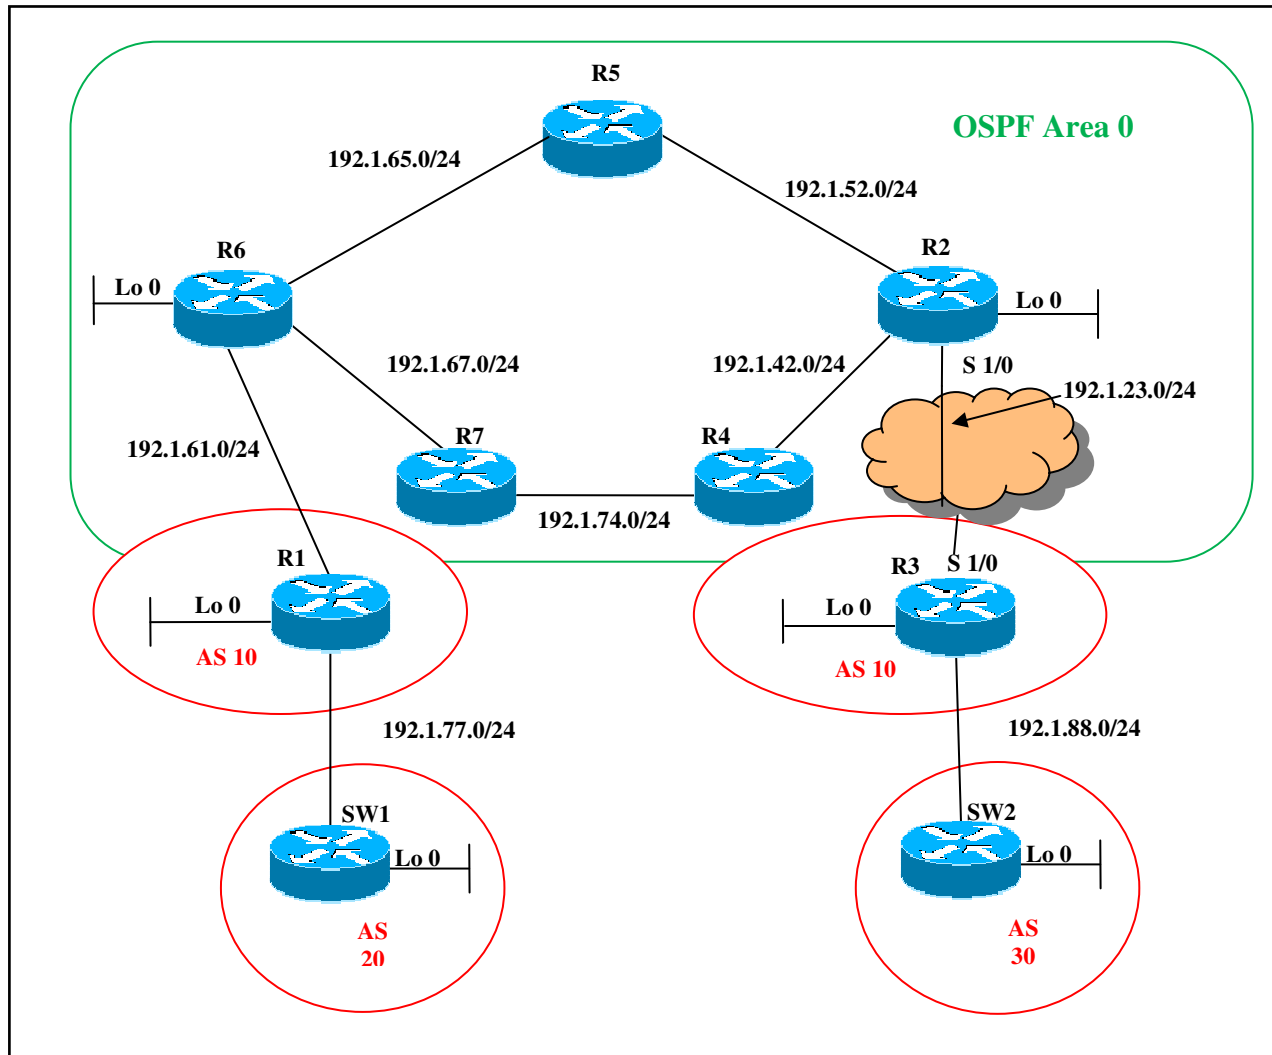 R5
OSPF Area 0
192.1.65.0/24
192.1.52.0/24
R6
R2
Lo 0
Lo 0
192.1.67.0/24
192.1.42.0/24
S 1/0
192.1.23.0/24
192.1.61.0/24
R7
R4
192.1.74.0/24
R1
R3
S 1/0
Lo 0
Lo 0
AS 10
AS 10
192.1.77.0/24
192.1.88.0/24
SW1
SW2
Lo 0
Lo 0
AS
20
AS
30